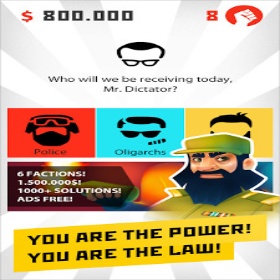 $ 800.000
8
Who will we be receiving today,
Mr. Dictator?
Police
Oligarchs
6 FACTIONS!
1.500.000$!
1000+ SOLUTIONS!
ADS FREE!
YOU ARE THE POWER!
YOU ARE THE LAW!